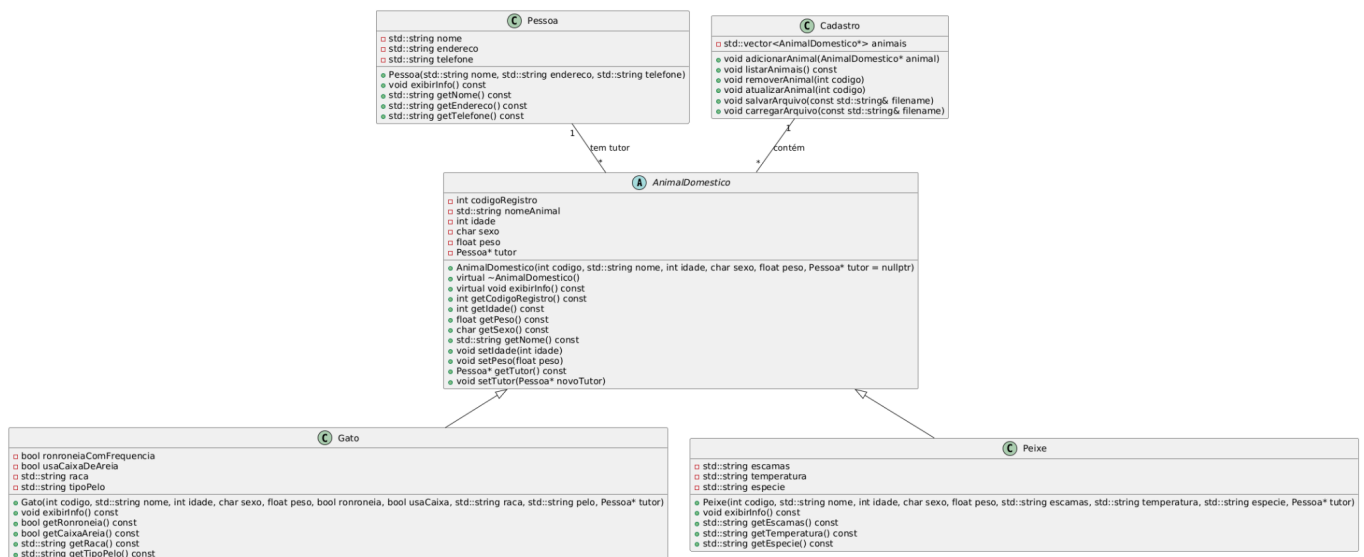 C Pessoa
std::string nome
std::string endereco
std::string telefone
Pessoa(std::string nome, std::string endereco, std::string telefone)
void exibirInfo() const
std::string getNome() const
std::string getEndereco() const
std::string getTelefone() const
C Cadastro
std::vector<AnimalDomestico*> animais
void adicionarAnimal(AnimalDomestico* animal)
void listarAnimais() const
void removerAnimal(int codigo)
void atualizarAnimal(int codigo)
void salvarArquivo(const std::string& filename)
void carregarArquivo(const std::string& filename)
1
tem tutor
*
1
contém
*
A AnimalDomestico
int codigoRegistro
std::string nomeAnimal
int idade
char sexo
float peso
Pessoa* tutor
AnimalDomestico(int codigo, std::string nome, int idade, char sexo, float peso, Pessoa* tutor = nullptr)
virtual ~AnimalDomestico()
virtual void exibirInfo() const
int getCodigoRegistro() const
int getIdade() const
float getPeso() const
char getSexo() const
std::string getNome() const
void setIdade(int idade)
void setPeso(float peso)
Pessoa* getTutor() const
void setTutor(Pessoa* novoTutor)
C Gato
bool ronroneiaComFrequencia
bool usaCaixaDeAreia
std::string raca
std::string tipoPelo
Gato(int codigo, std::string nome, int idade, char sexo, float peso, bool ronroneia, bool usaCaixa, std::string raca, std::string pelo, Pessoa* tutor)
void exibirInfo() const
bool getRonroneia() const
bool getCaixaAreia() const
std::string getRaca() const
std::string getTipoPelo() const
C Peixe
std::string escamas
std::string temperatura
std::string especie
Peixe(int codigo, std::string nome, int idade, char sexo, float peso, std::string escamas, std::string temperatura, std::string especie, Pessoa* tutor)
void exibirInfo() const
std::string getEscamas() const
std::string getTemperatura() const
std::string getEspecie() const